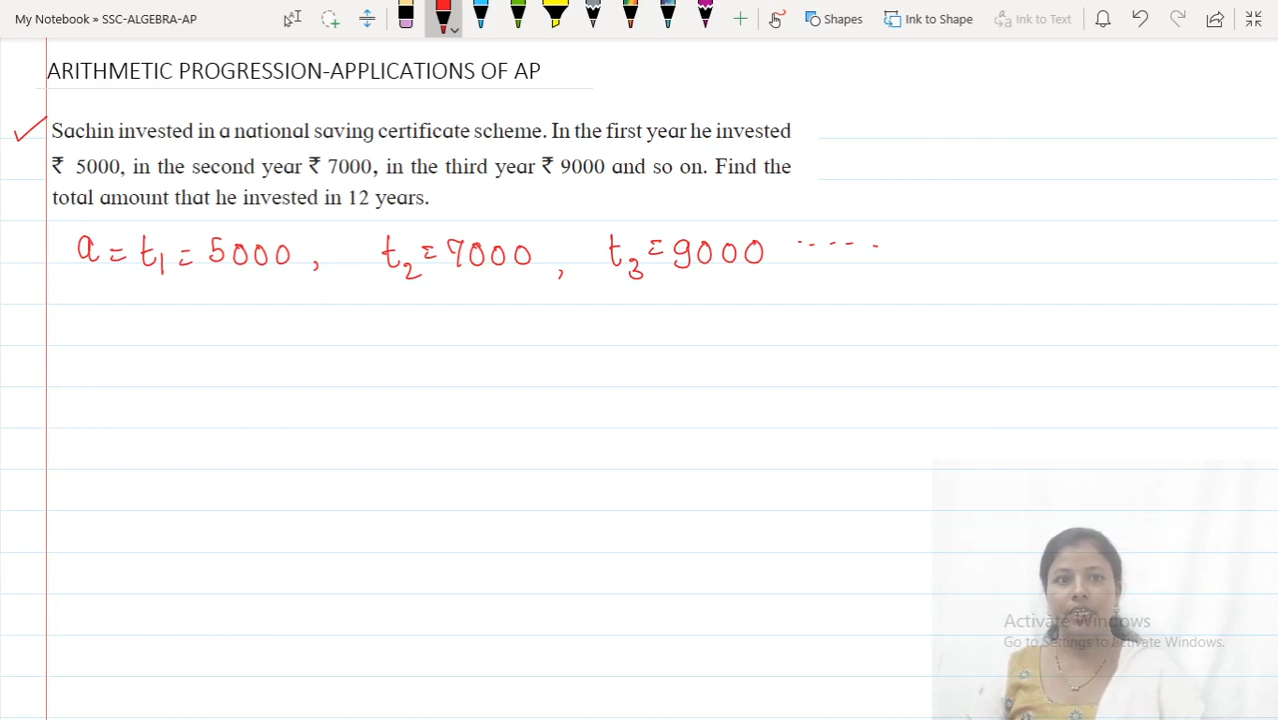 My Notebook » SSC-ALGEBRA-AP Shapes Ink to Shape Ink to Text
ARITHMETIC PROGRESSION-APPLICATIONS OF AP
Sachin invested in a national saving certificate scheme. In the first year he invested
₹ 5000, in the second year ₹ 7000, in the third year ₹ 9000 and so on. Find the
total amount that he invested in 12 years.
a = t₁ = 5000 , t₂ = 7000 , t₃ = 9000 .....
Activate Windows
Go to Settings to activate Windows.